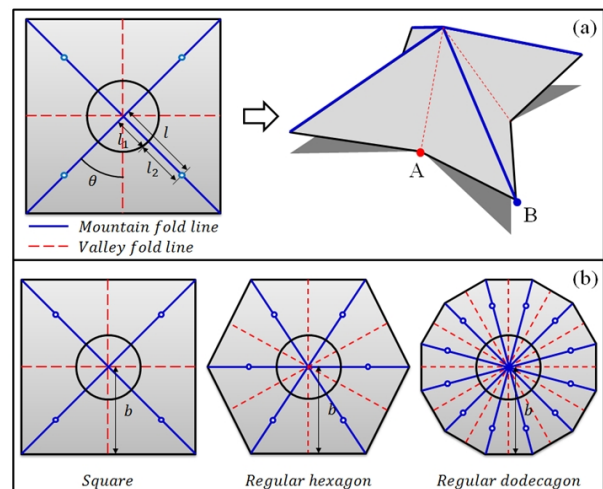 (a)
l
l1
l2
θ
A
B
Mountain fold line
Valley fold line
(b)
b
b
b
Square
Regular hexagon
Regular dodecagon